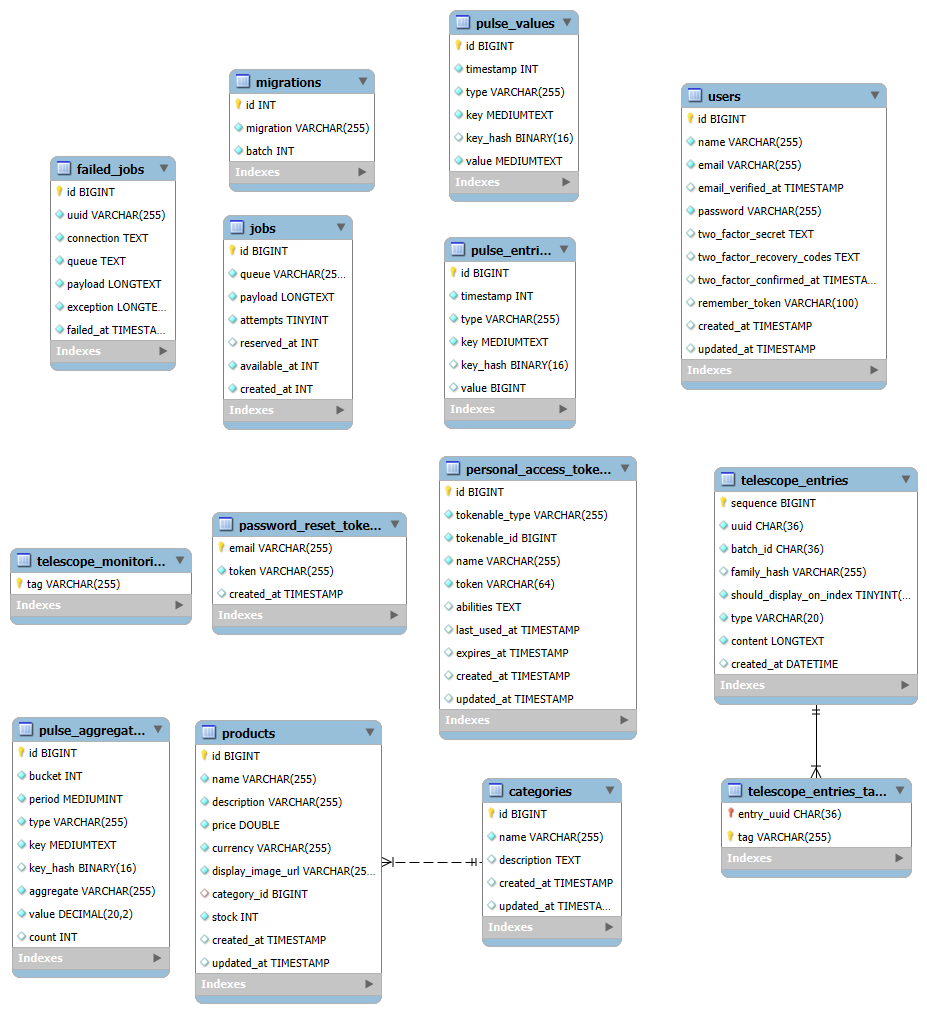 pulse_values
id BIGINT
timestamp INT
type VARCHAR(255)
key MEDIUMTEXT
key_hash BINARY(16)
value MEDIUMTEXT
Indexes
migrations
id INT
migration VARCHAR(255)
batch INT
Indexes
users
id BIGINT
name VARCHAR(255)
email VARCHAR(255)
email_verified_at TIMESTAMP
password VARCHAR(255)
two_factor_secret TEXT
two_factor_recovery_codes TEXT
two_factor_confirmed_at TIMESTA...
remember_token VARCHAR(100)
created_at TIMESTAMP
updated_at TIMESTAMP
Indexes
failed_jobs
id BIGINT
uuid VARCHAR(255)
connection TEXT
queue TEXT
payload LONGTEXT
exception LONGTE...
failed_at TIMESTA...
Indexes
jobs
id BIGINT
queue VARCHAR(25...
payload LONGTEXT
attempts TINYINT
reserved_at INT
available_at INT
created_at INT
Indexes
pulse_entri...
id BIGINT
timestamp INT
type VARCHAR(255)
key MEDIUMTEXT
key_hash BINARY(16)
value BIGINT
Indexes
personal_access_toke...
id BIGINT
tokenable_type VARCHAR(255)
tokenable_id BIGINT
name VARCHAR(255)
token VARCHAR(64)
abilities TEXT
last_used_at TIMESTAMP
expires_at TIMESTAMP
created_at TIMESTAMP
updated_at TIMESTAMP
Indexes
telescope_entries
sequence BIGINT
uuid CHAR(36)
batch_id CHAR(36)
family_hash VARCHAR(255)
should_display_on_index TINYINT(...
type VARCHAR(20)
content LONGTEXT
created_at DATETIME
Indexes
password_reset_toke...
email VARCHAR(255)
token VARCHAR(255)
created_at TIMESTAMP
Indexes
telescope_monitori...
tag VARCHAR(255)
Indexes
pulse_aggregat...
id BIGINT
bucket INT
period MEDIUMINT
type VARCHAR(255)
key MEDIUMTEXT
key_hash BINARY(16)
aggregate VARCHAR(255)
value DECIMAL(20,2)
count INT
Indexes
products
id BIGINT
name VARCHAR(255)
description VARCHAR(255)
price DOUBLE
currency VARCHAR(255)
display_image_url VARCHAR(25...
category_id BIGINT
stock INT
created_at TIMESTAMP
updated_at TIMESTAMP
Indexes
categories
id BIGINT
name VARCHAR(255)
description TEXT
created_at TIMESTAMP
updated_at TIMESTA...
Indexes
telescope_entries_ta...
entry_uuid CHAR(36)
tag VARCHAR(255)
Indexes